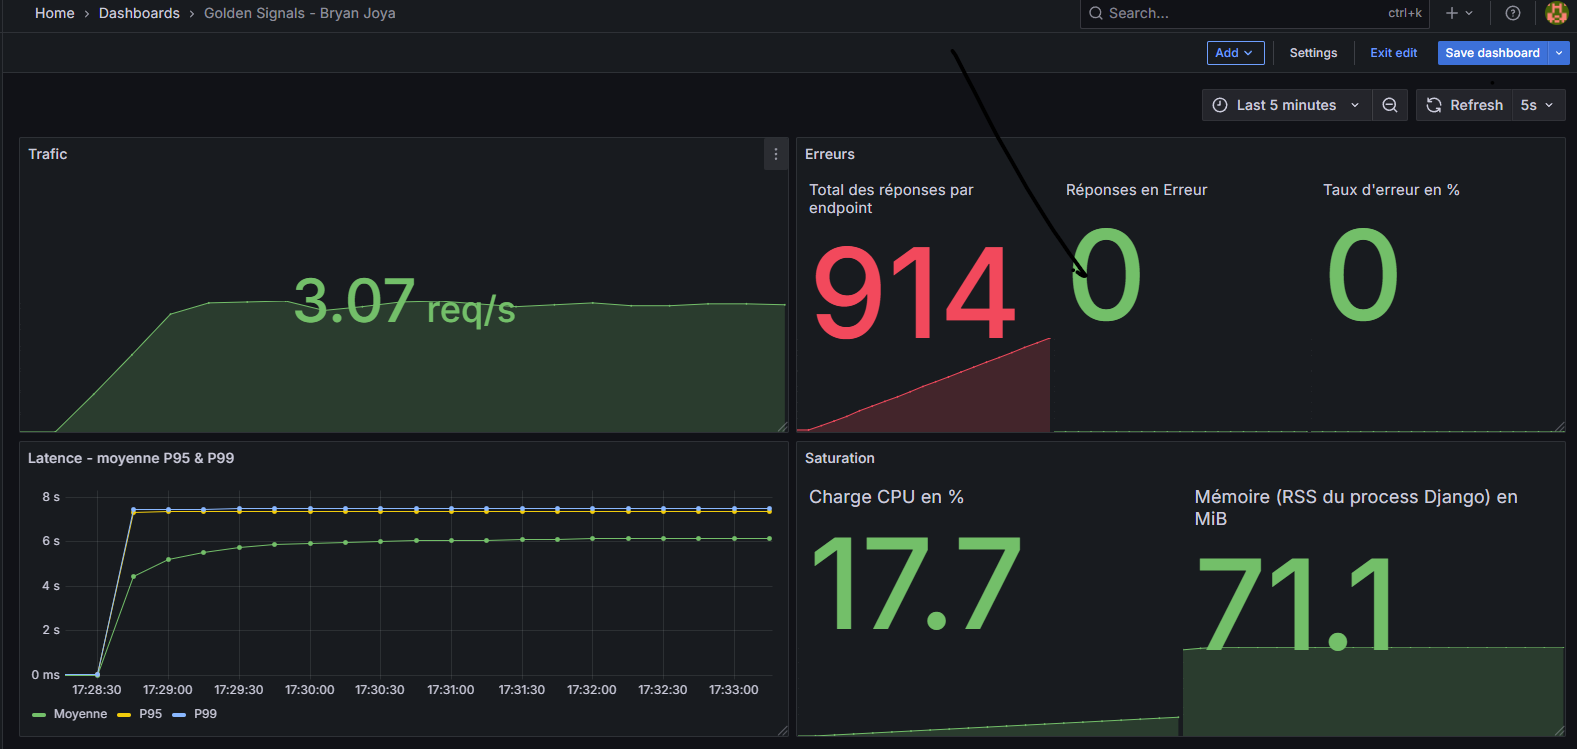 Home › Dashboards › Golden Signals - Bryan Joya
Search... ctrl+k
Add Settings Exit edit Save dashboard
Last 5 minutes Refresh 5s
Trafic
3.07 req/s
Erreurs
Total des réponses par
endpoint
914
Réponses en Erreur
0
Taux d'erreur en %
0
Latence - moyenne P95 & P99
8 s
6 s
4 s
2 s
0 ms
17:28:30 17:29:00 17:29:30 17:30:00 17:30:30 17:31:00 17:31:30 17:32:00 17:32:30 17:33:00
Moyenne P95 P99
Saturation
Charge CPU en %
17.7
Mémoire (RSS du process Django) en
MiB
71.1